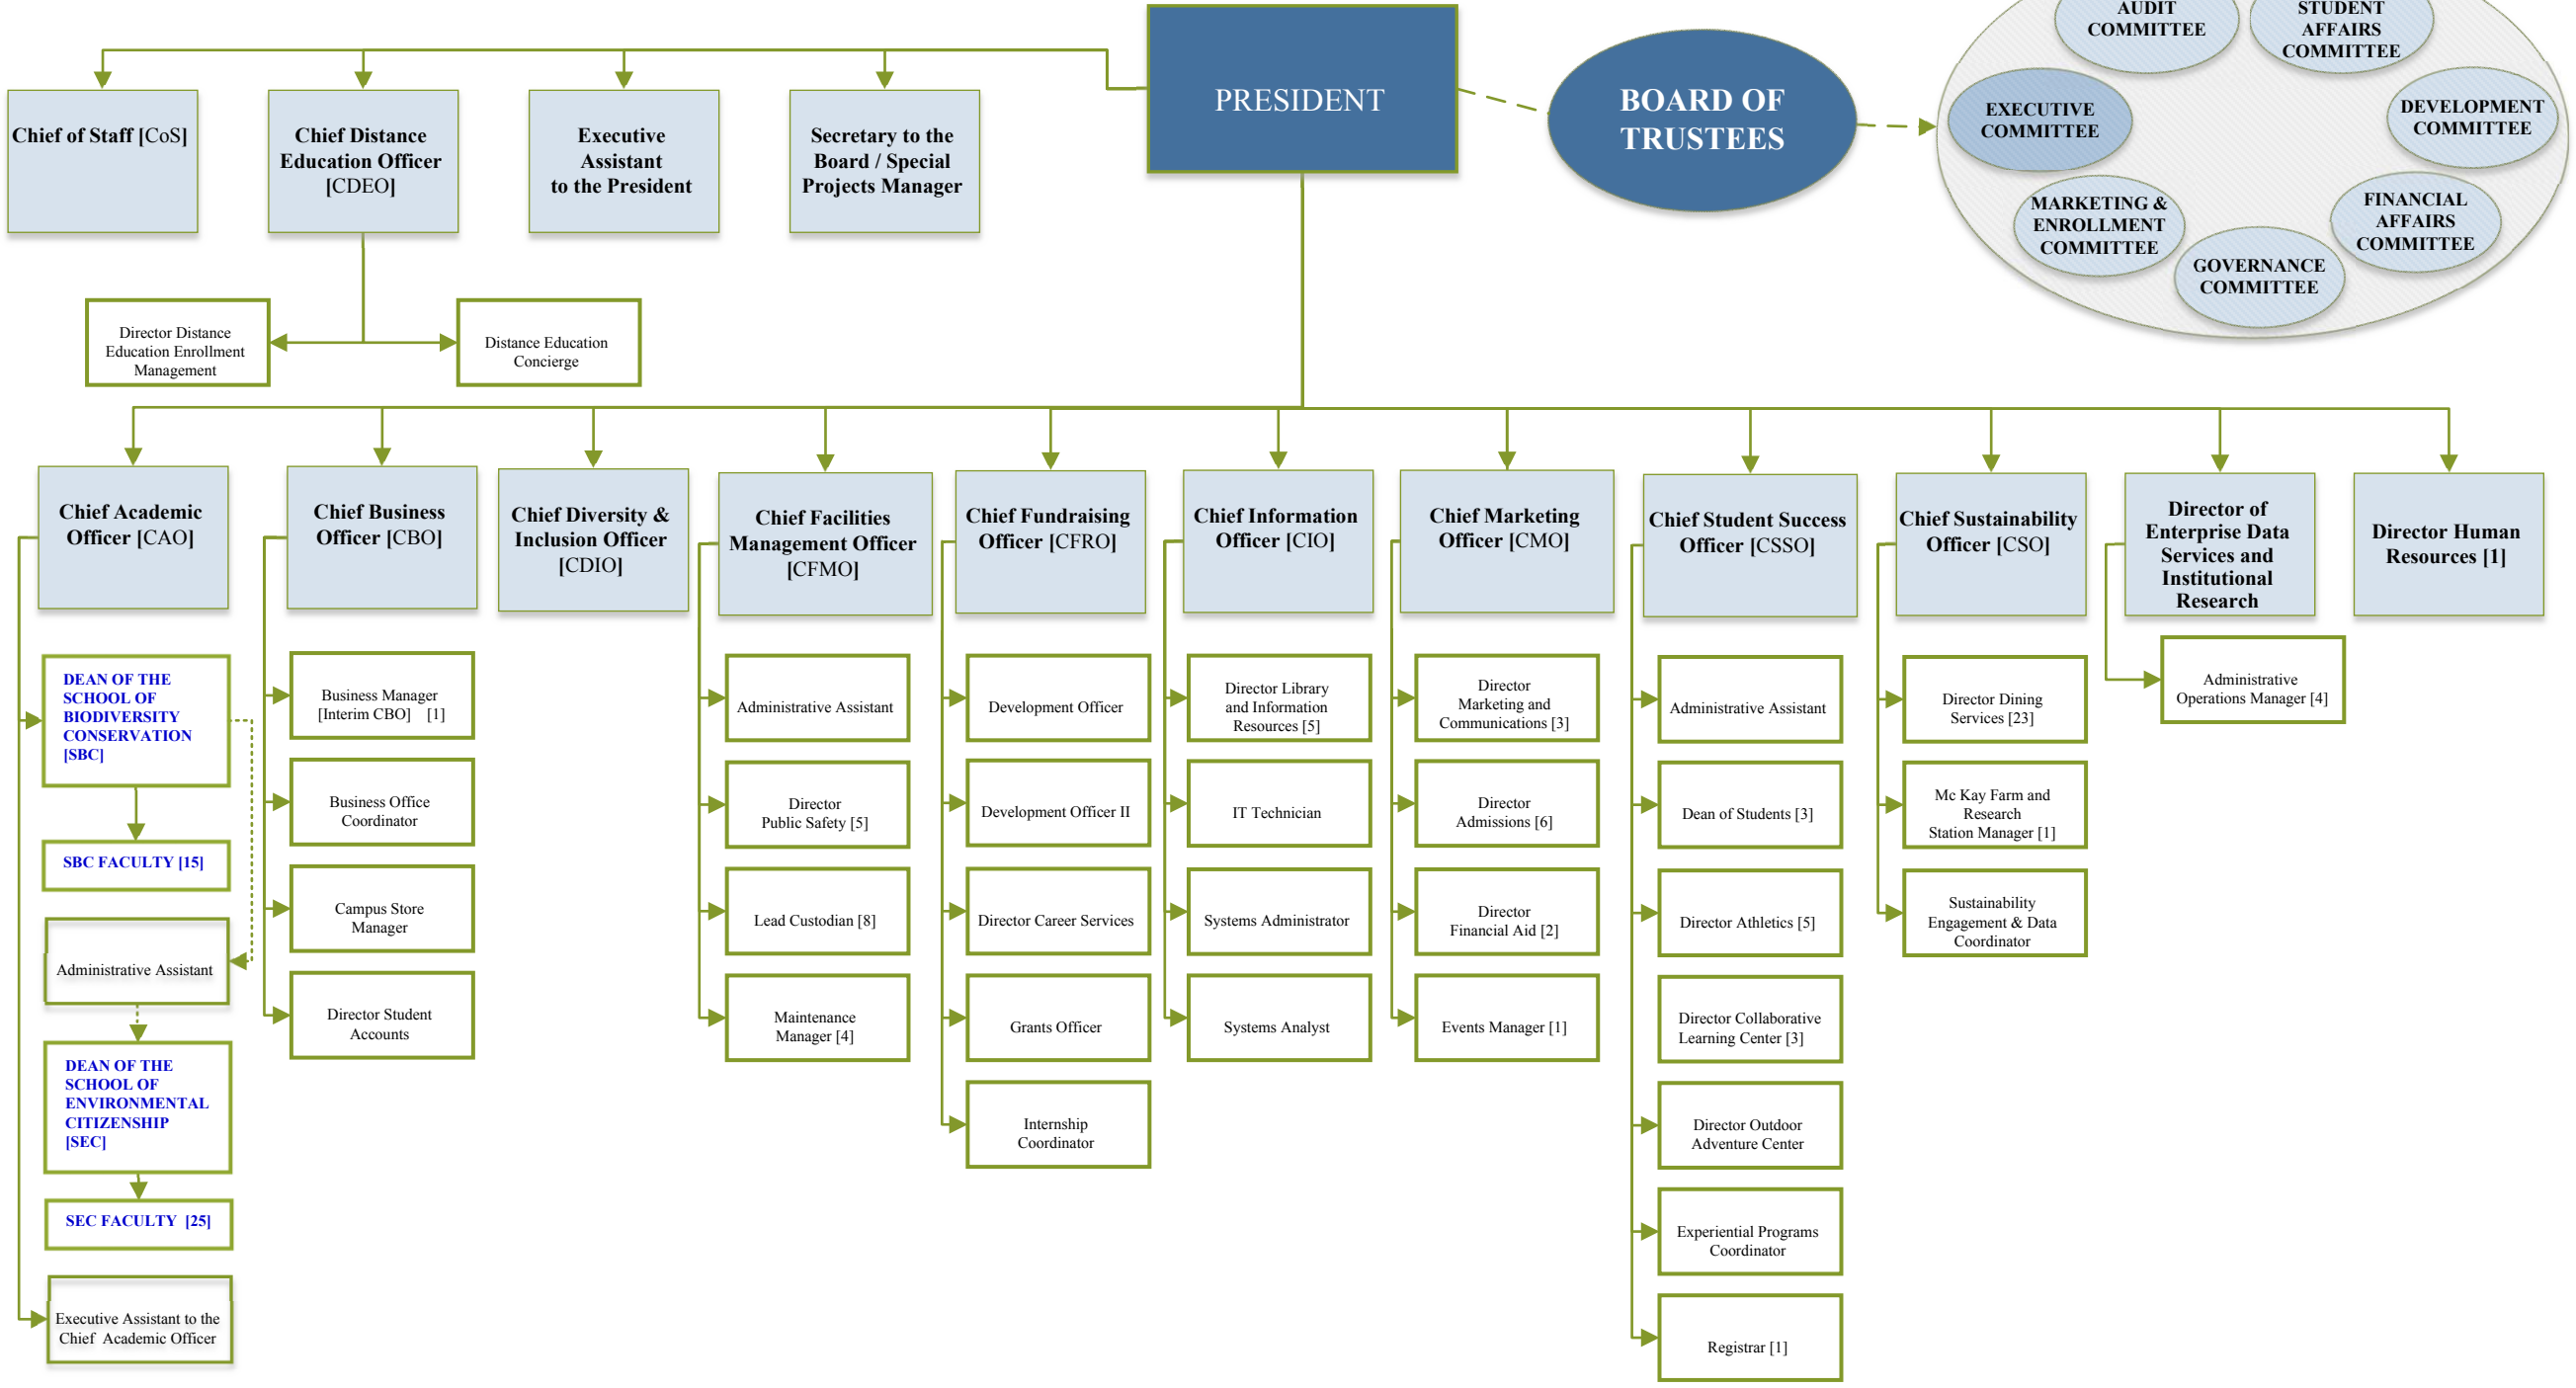 AUDIT
COMMITTEE
STUDENT
AFFAIRS
COMMITTEE
PRESIDENT
BOARD OF
TRUSTEES
EXECUTIVE
COMMITTEE
DEVELOPMENT
COMMITTEE
MARKETING &
ENROLLMENT
COMMITTEE
FINANCIAL
AFFAIRS
COMMITTEE
GOVERNANCE
COMMITTEE
Chief of Staff [CoS]
Chief Distance
Education Officer
[CDEO]
Executive
Assistant
to the President
Secretary to the
Board / Special
Projects Manager
Director Distance
Education Enrollment
Management
Distance Education
Concierge
Chief Academic
Officer [CAO]
Chief Business
Officer [CBO]
Chief Diversity &
Inclusion Officer
[CDIO]
Chief Facilities
Management Officer
[CFMO]
Chief Fundraising
Officer [CFRO]
Chief Information
Officer [CIO]
Chief Marketing
Officer [CMO]
Chief Student Success
Officer [CSSO]
Chief Sustainability
Officer [CSO]
Director of
Enterprise Data
Services and
Institutional
Research
Director Human
Resources [1]
DEAN OF THE
SCHOOL OF
BIODIVERSITY
CONSERVATION
[SBC]
SBC FACULTY [15]
Administrative Assistant
DEAN OF THE
SCHOOL OF
ENVIRONMENTAL
CITIZENSHIP
[SEC]
SEC FACULTY [25]
Executive Assistant to the
Chief Academic Officer
Business Manager
[Interim CBO] [1]
Business Office
Coordinator
Campus Store
Manager
Director Student
Accounts
Administrative Assistant
Director
Public Safety [5]
Lead Custodian [8]
Maintenance
Manager [4]
Development Officer
Development Officer II
Director Career Services
Grants Officer
Internship
Coordinator
Director Library
and Information
Resources [5]
IT Technician
Systems Administrator
Systems Analyst
Director
Marketing and
Communications [3]
Director
Admissions [6]
Director
Financial Aid [2]
Events Manager [1]
Administrative Assistant
Dean of Students [3]
Director Athletics [5]
Director Collaborative
Learning Center [3]
Director Outdoor
Adventure Center
Experiential Programs
Coordinator
Registrar [1]
Director Dining
Services [23]
Mc Kay Farm and
Research
Station Manager [1]
Sustainability
Engagement & Data
Coordinator
Administrative
Operations Manager [4]